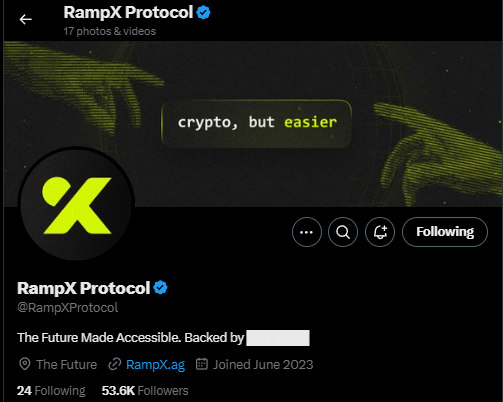 RampX Protocol
17 photos & videos
crypto, but easier
Following
RampX Protocol
@RampXProtocol
The Future Made Accessible. Backed by
The Future RampX.ag Joined June 2023
24 Following 53.6K Followers